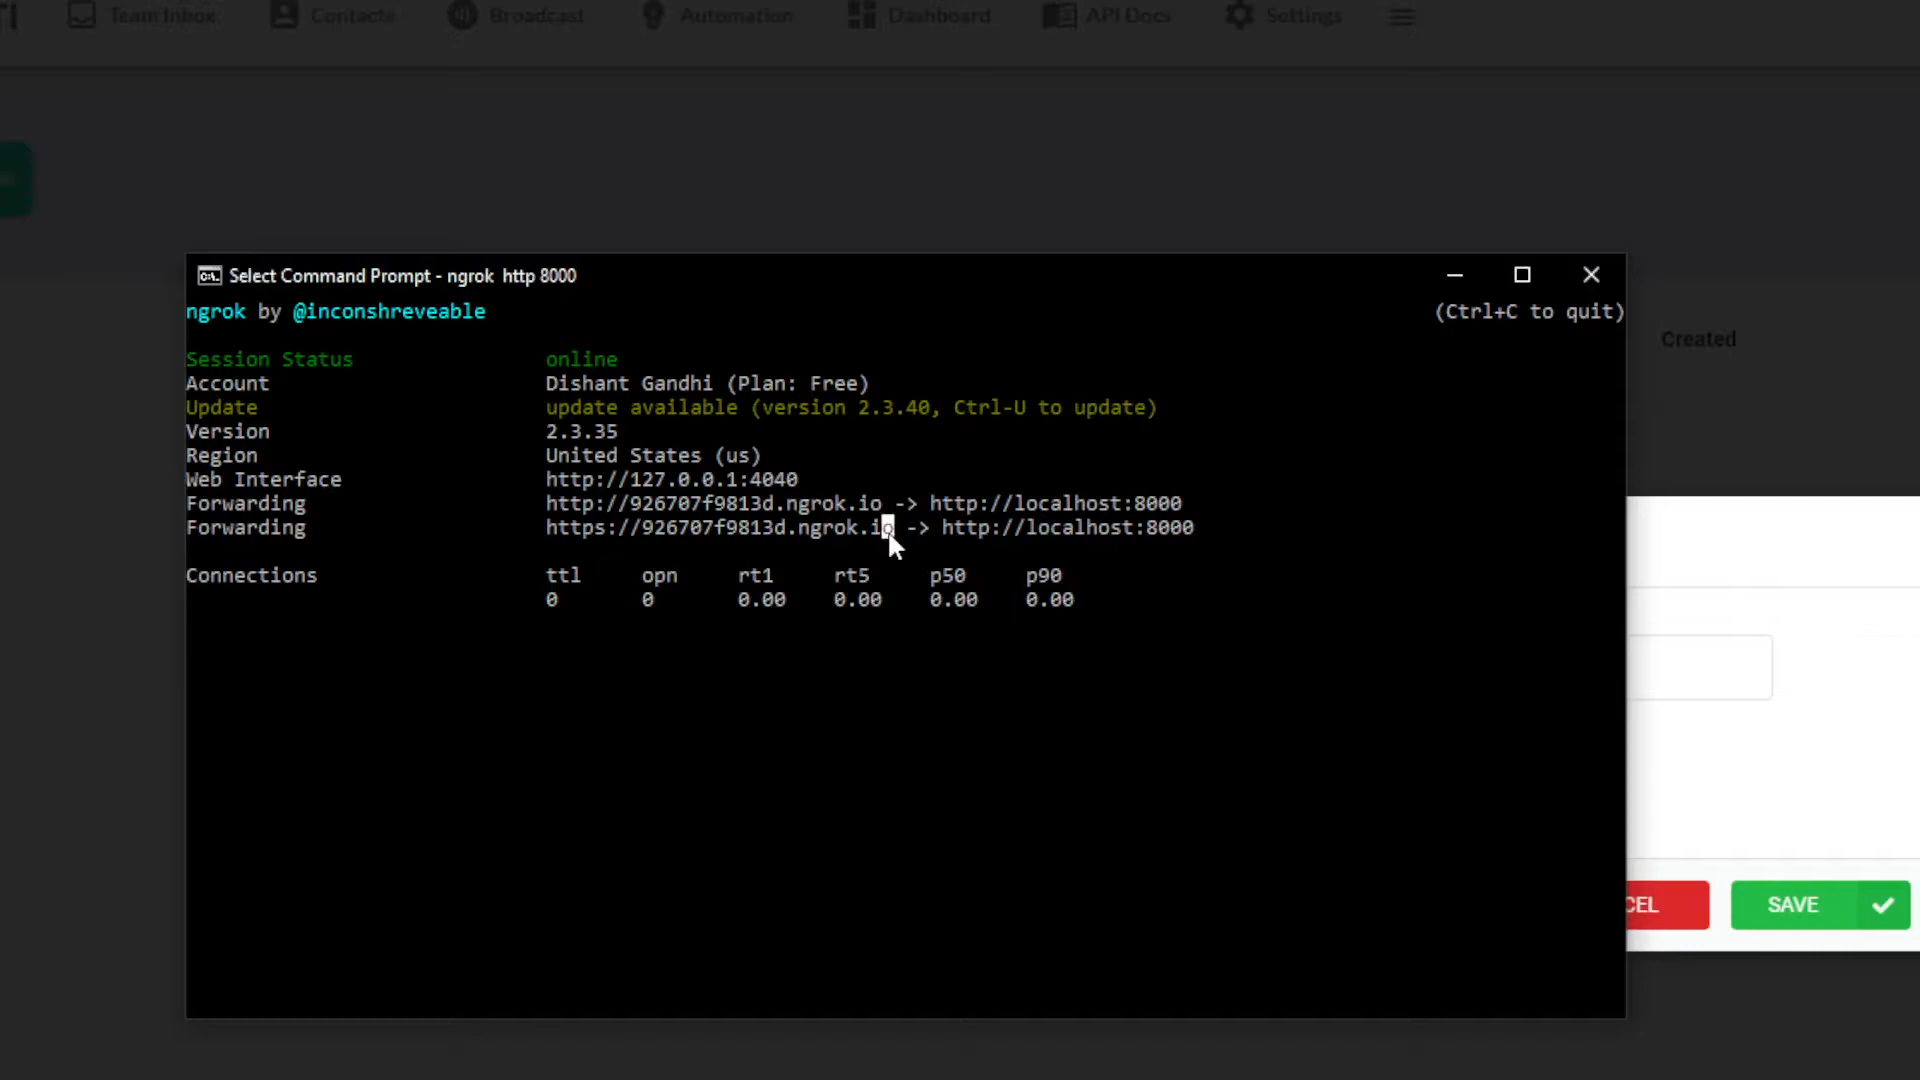 Team Inbox Contacts Broadcast Automation Dashboard API Docs Settings
Select Command Prompt - ngrok http 8000
ngrok by @inconshreveable (Ctrl+C to quit)
Created
Session Status online
Account Dishant Gandhi (Plan: Free)
Update update available (version 2.3.40, Ctrl-U to update)
Version 2.3.35
Region United States (us)
Web Interface http://127.0.0.1:4040
Forwarding http://926707f9813d.ngrok.io -> http://localhost:8000
Forwarding https://926707f9813d.ngrok.io -> http://localhost:8000
Connections ttl opn rt1 rt5 p50 p90
0 0 0.00 0.00 0.00 0.00
CEL SAVE